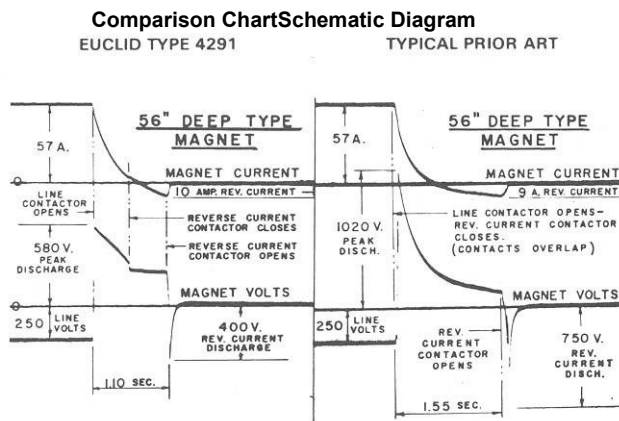 Comparison ChartSchematic Diagram
EUCLID TYPE 4291
56" DEEP TYPE
MAGNET
57 A.
MAGNET CURRENT
O
10 AMP. REV. CURRENT
LINE
CONTACTOR
OPENS
REVERSE CURRENT
CONTACTOR CLOSES
REVERSE CURRENT
CONTACTOR OPENS
580 V.
PEAK
DISCHARGE
MAGNET VOLTS
O
250 LINE
VOLTS
400 V.
REV. CURRENT
DISCHARGE
1.10 SEC.
TYPICAL PRIOR ART
56" DEEP TYPE
MAGNET
57 A.
MAGNET CURRENT
9 A. REV. CURRENT
LINE CONTACTOR OPENS-
REV. CURRENT CONTACTOR
CLOSES.
(CONTACTS OVERLAP)
1020 V.
PEAK
DISCH.
MAGNET VOLTS
250 LINE
VOLTS
REV.
CURRENT
CONTACTOR
OPENS
750 V.
REV.
CURRENT
DISCH.
1.55 SEC.